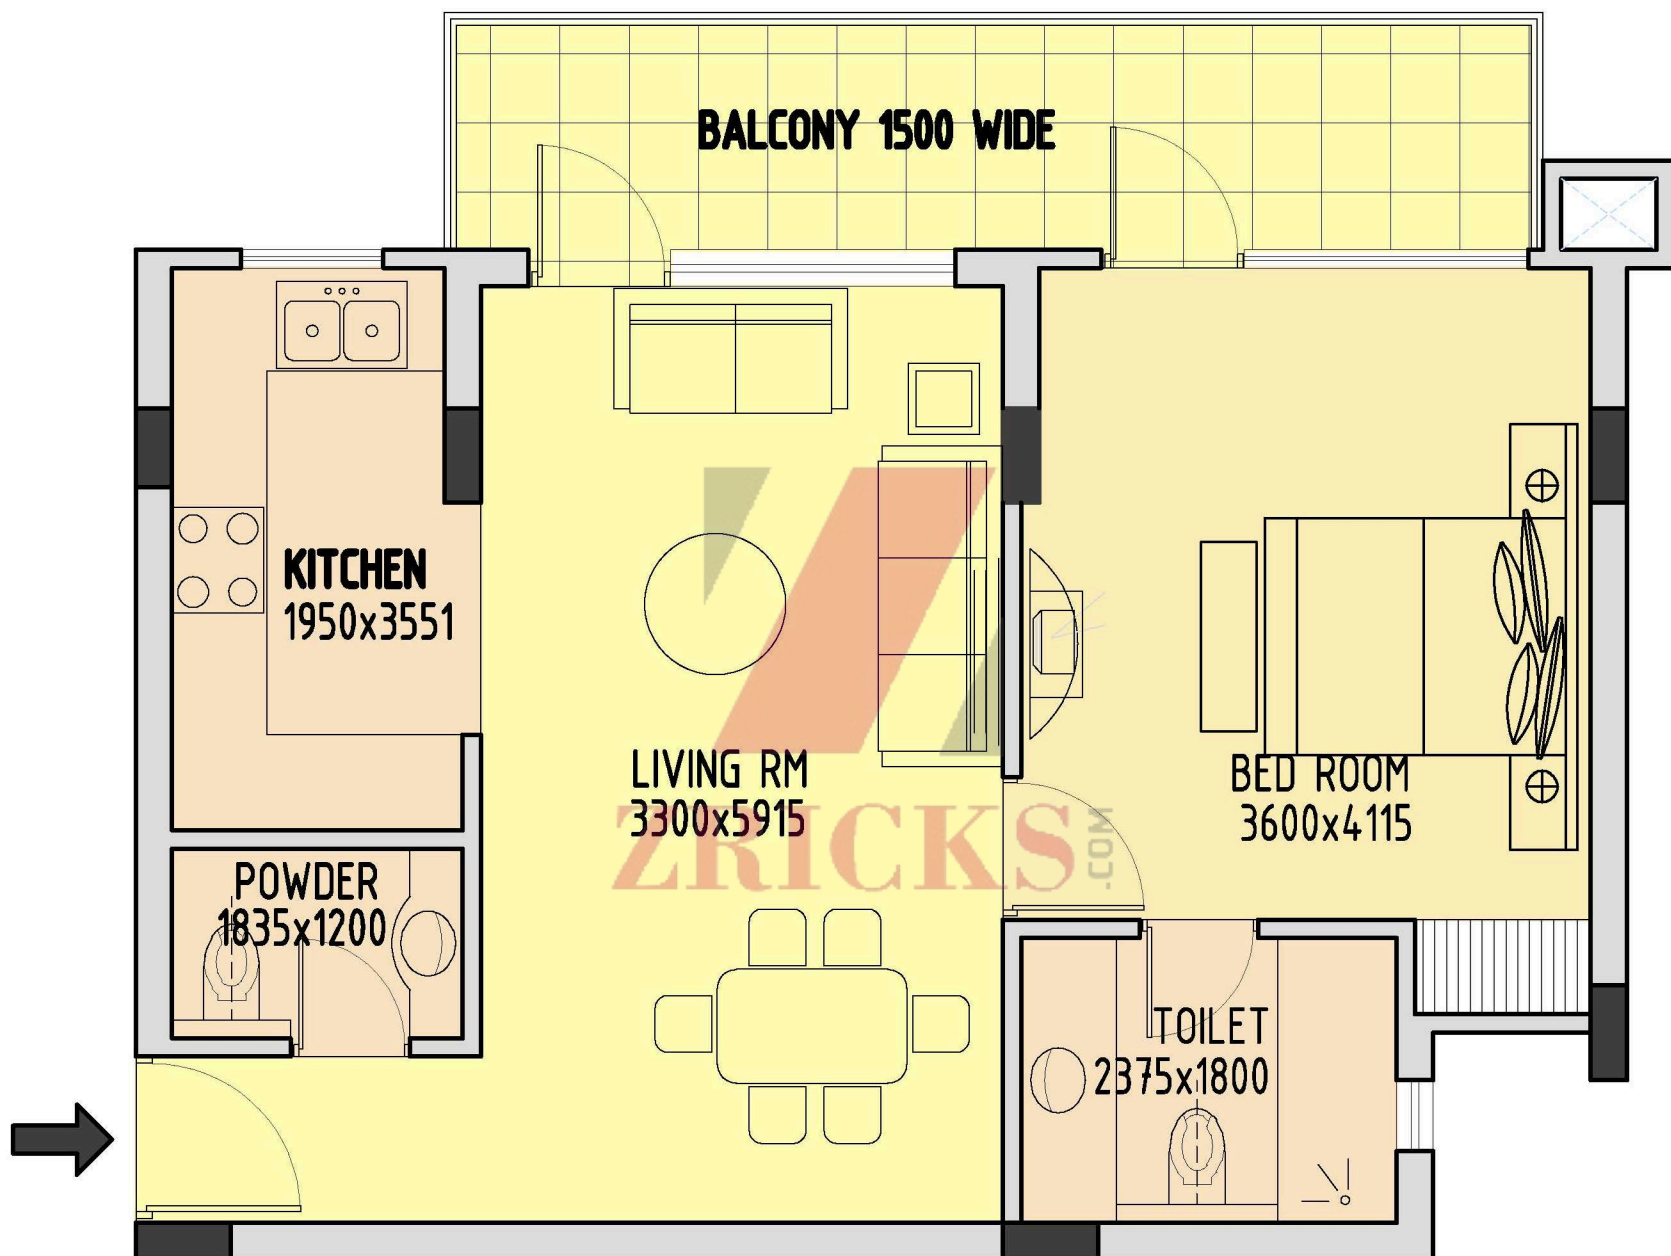 BALCONY 1500 WIDE
KITCHEN
1950x3551
LIVING RM
3300x5915
BED ROOM
3600x4115
ZRICKS
.COM
POWDER
1835x1200
TOILET
2375x1800